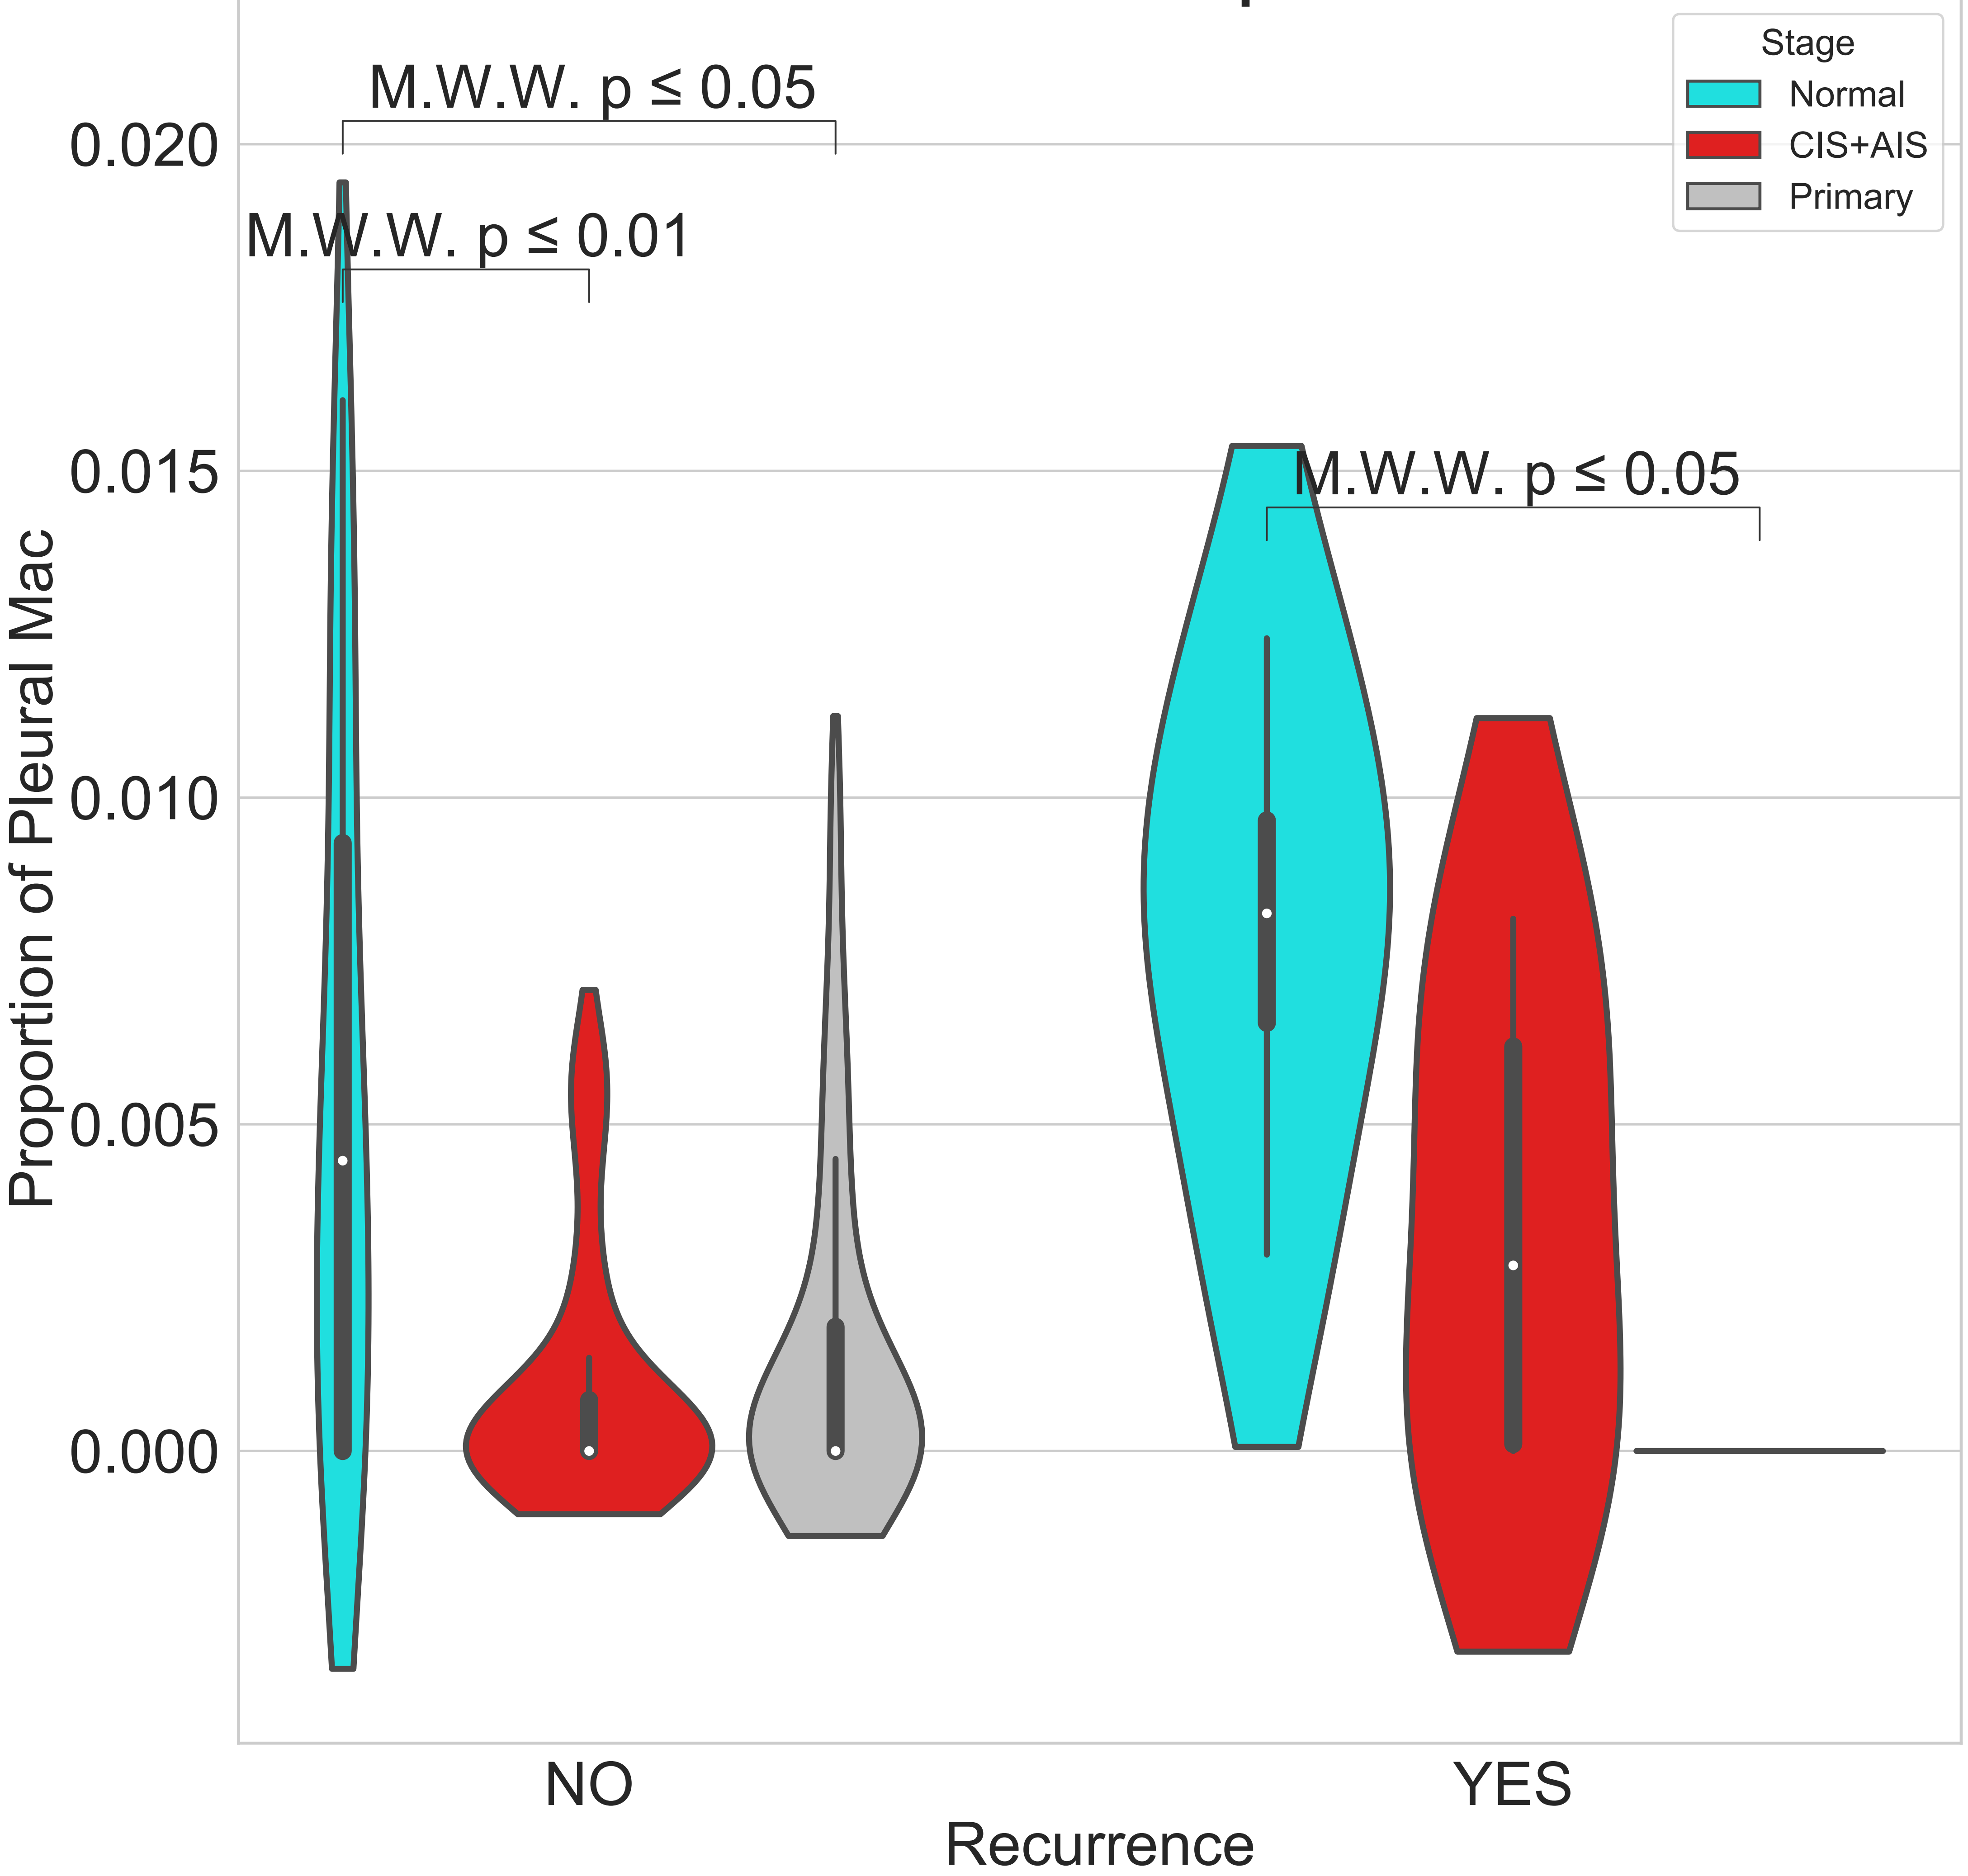 M.W.W. p ≤ 0.05
M.W.W. p ≤ 0.01
M.W.W. p ≤ 0.05
Stage
Normal
CIS+AIS
Primary
0.020
0.015
0.010
0.005
0.000
Proportion of Pleural Mac
NO
YES
Recurrence